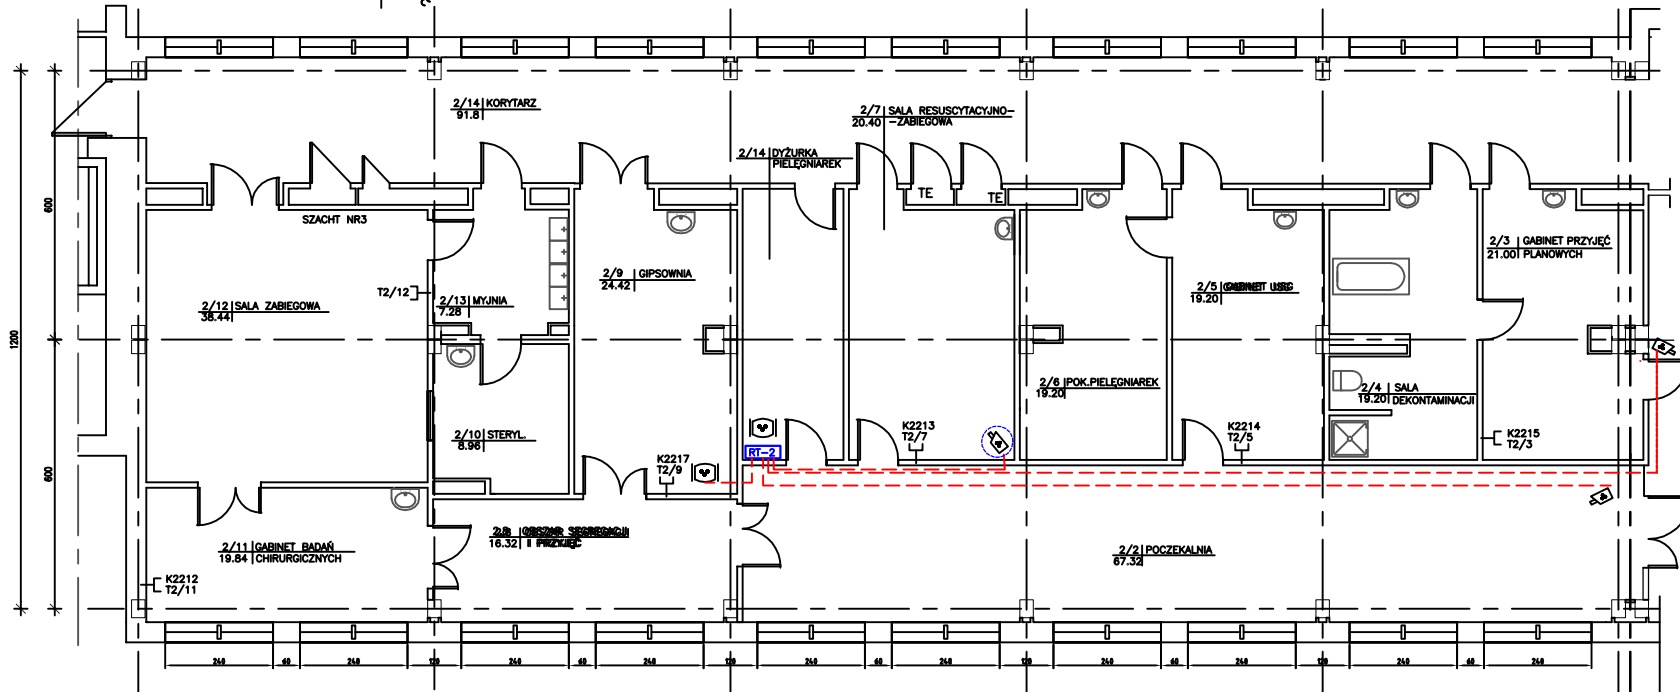 2/14 KORYTARZ
91.8
2/7 SALA RESUSCYTACYJNO-
20.40 -ZABIEGOWA
2/14 DYŻURKA
PIELĘGNIAREK
TE
TE
SZACHT NR3
2/3 GABINET PRZYJĘĆ
21.00 PLANOWYCH
2/9 GIPSOWNIA
24.42
T2/12
2/13 MYJNIA
7.28
2/12 SALA ZABIEGOWA
38.44
2/5 GABINET USG
19.20
2/6 POK.PIELĘGNIAREK
19.20
2/4 SALA
19.20 DEKONTAMINACJI
2/10 STERYL.
8.96
K2213
T2/7
K2214
T2/5
K2215
T2/3
RT-2
K2217
T2/9
2/11 GABINET BADAŃ
19.84 CHIRURGICZNYCH
OBSZAR SEGREGACJI
16.32 I PRZYJĘĆ
2/2 POCZEKALNIA
67.32
K2212
T2/11
600
1200
600
240 60 240 120 240 60 240 120 240 60 240 120 240 60 240 120 240 60 240